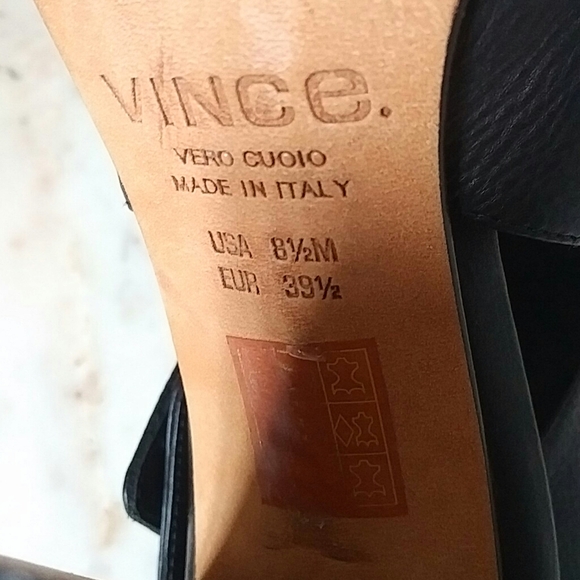 VINCe.
VERO CUOIO
MADE IN ITALY
USA 8½M
EUR 39½